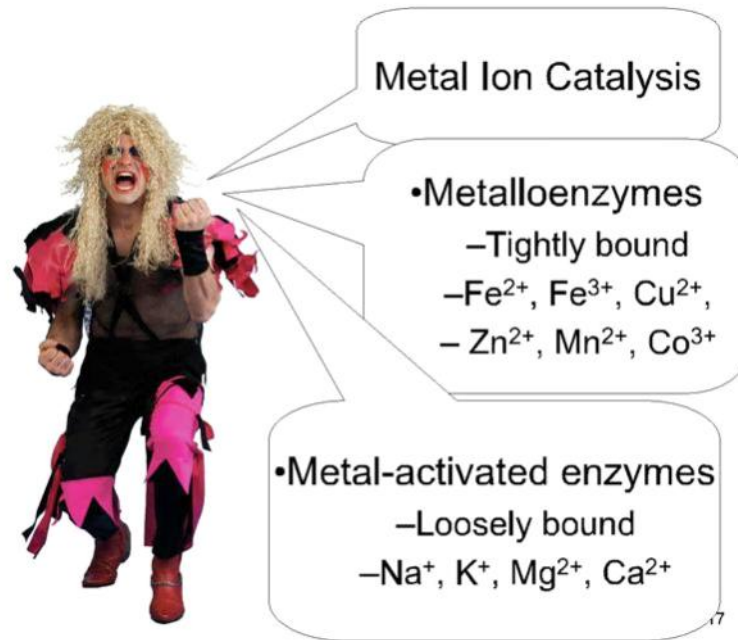 Metal Ion Catalysis
•Metalloenzymes
–Tightly bound
–Fe²⁺, Fe³⁺, Cu²⁺,
– Zn²⁺, Mn²⁺, Co³⁺
•Metal-activated enzymes
–Loosely bound
–Na⁺, K⁺, Mg²⁺, Ca²⁺
17